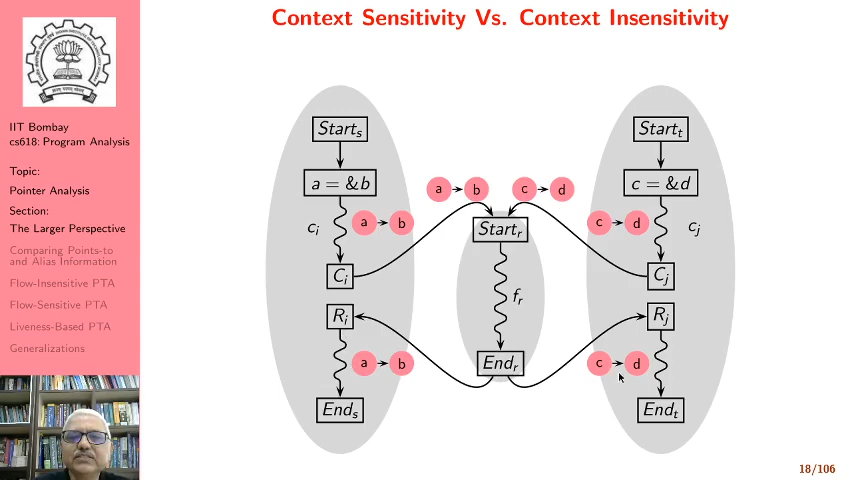 Context Sensitivity Vs. Context Insensitivity
IIT Bombay
cs618: Program Analysis
Topic:
Pointer Analysis
Section:
The Larger Perspective
Comparing Points-to
and Alias Information
Flow-Insensitive PTA
Flow-Sensitive PTA
Liveness-Based PTA
Generalizations
Start_s
a = &b
c_i
a b
C_i
R_i
a b
End_s
a b
c d
Start_r
f_r
End_r
Start_t
c = &d
c d
c_j
C_j
R_j
c d
End_t
18/106